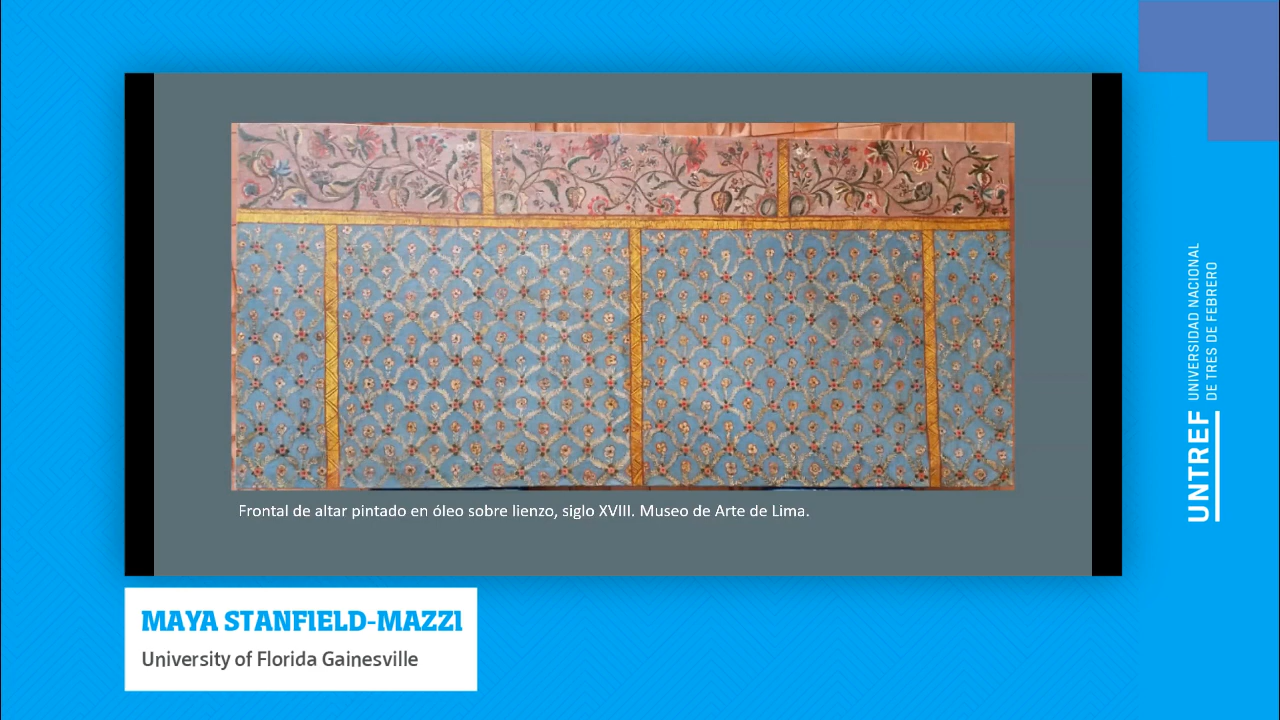 Frontal de altar pintado en óleo sobre lienzo, siglo XVIII. Museo de Arte de Lima.
MAYA STANFIELD-MAZZI
University of Florida Gainesville
UNTREF
UNIVERSIDAD NACIONAL
DE TRES DE FEBRERO